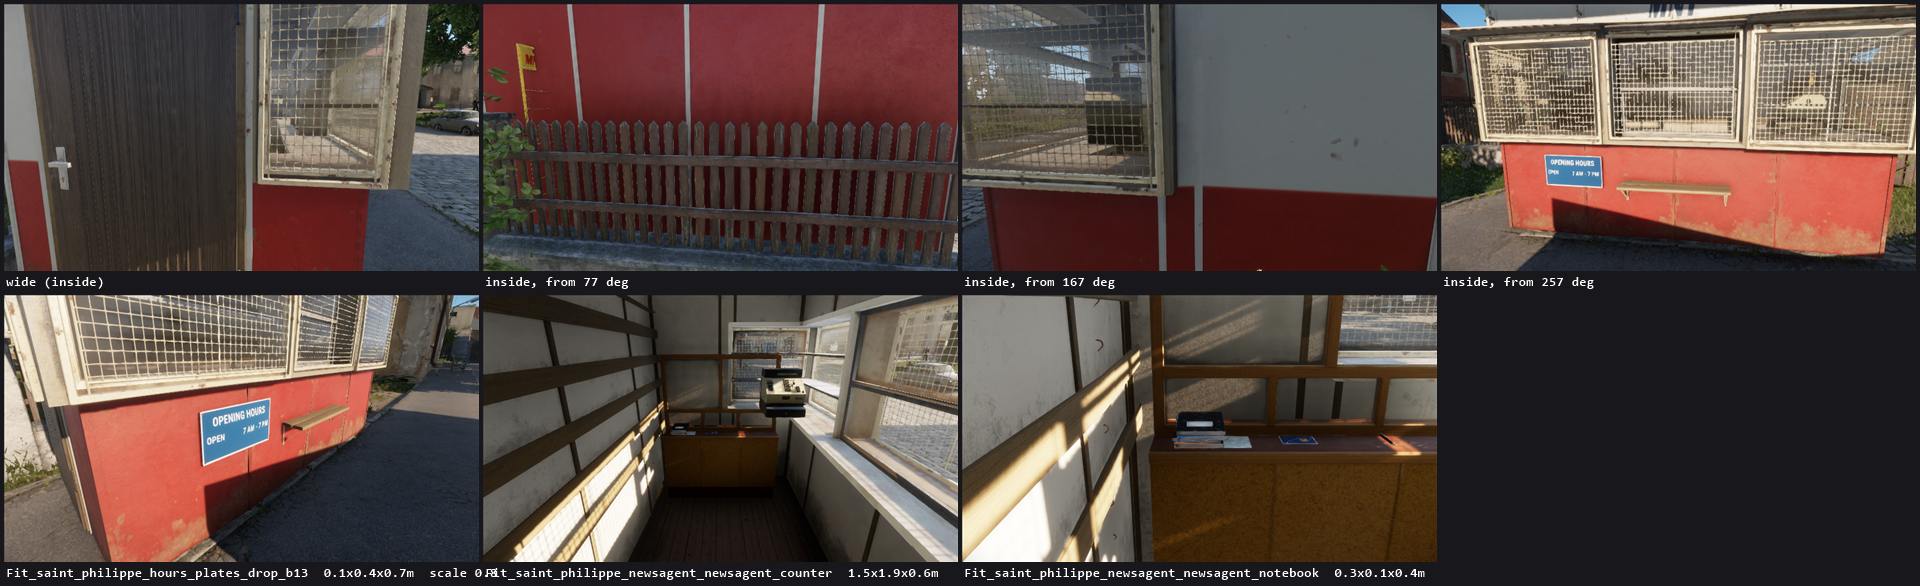 MNT
wide (inside)
inside, from 77 deg
inside, from 167 deg
inside, from 257 deg
OPENING HOURS
OPEN 7 AM - 7 PM
OPENING HOURS
OPEN 7 AM - 7 PM
Fit_saint_philippe_hours_plates_drop_b13 0.1x0.4x0.7m scale
Fit_saint_philippe_newsagent_newsagent_counter 1.5x1.9x0.6m
Fit_saint_philippe_newsagent_newsagent_notebook 0.3x0.1x0.4m